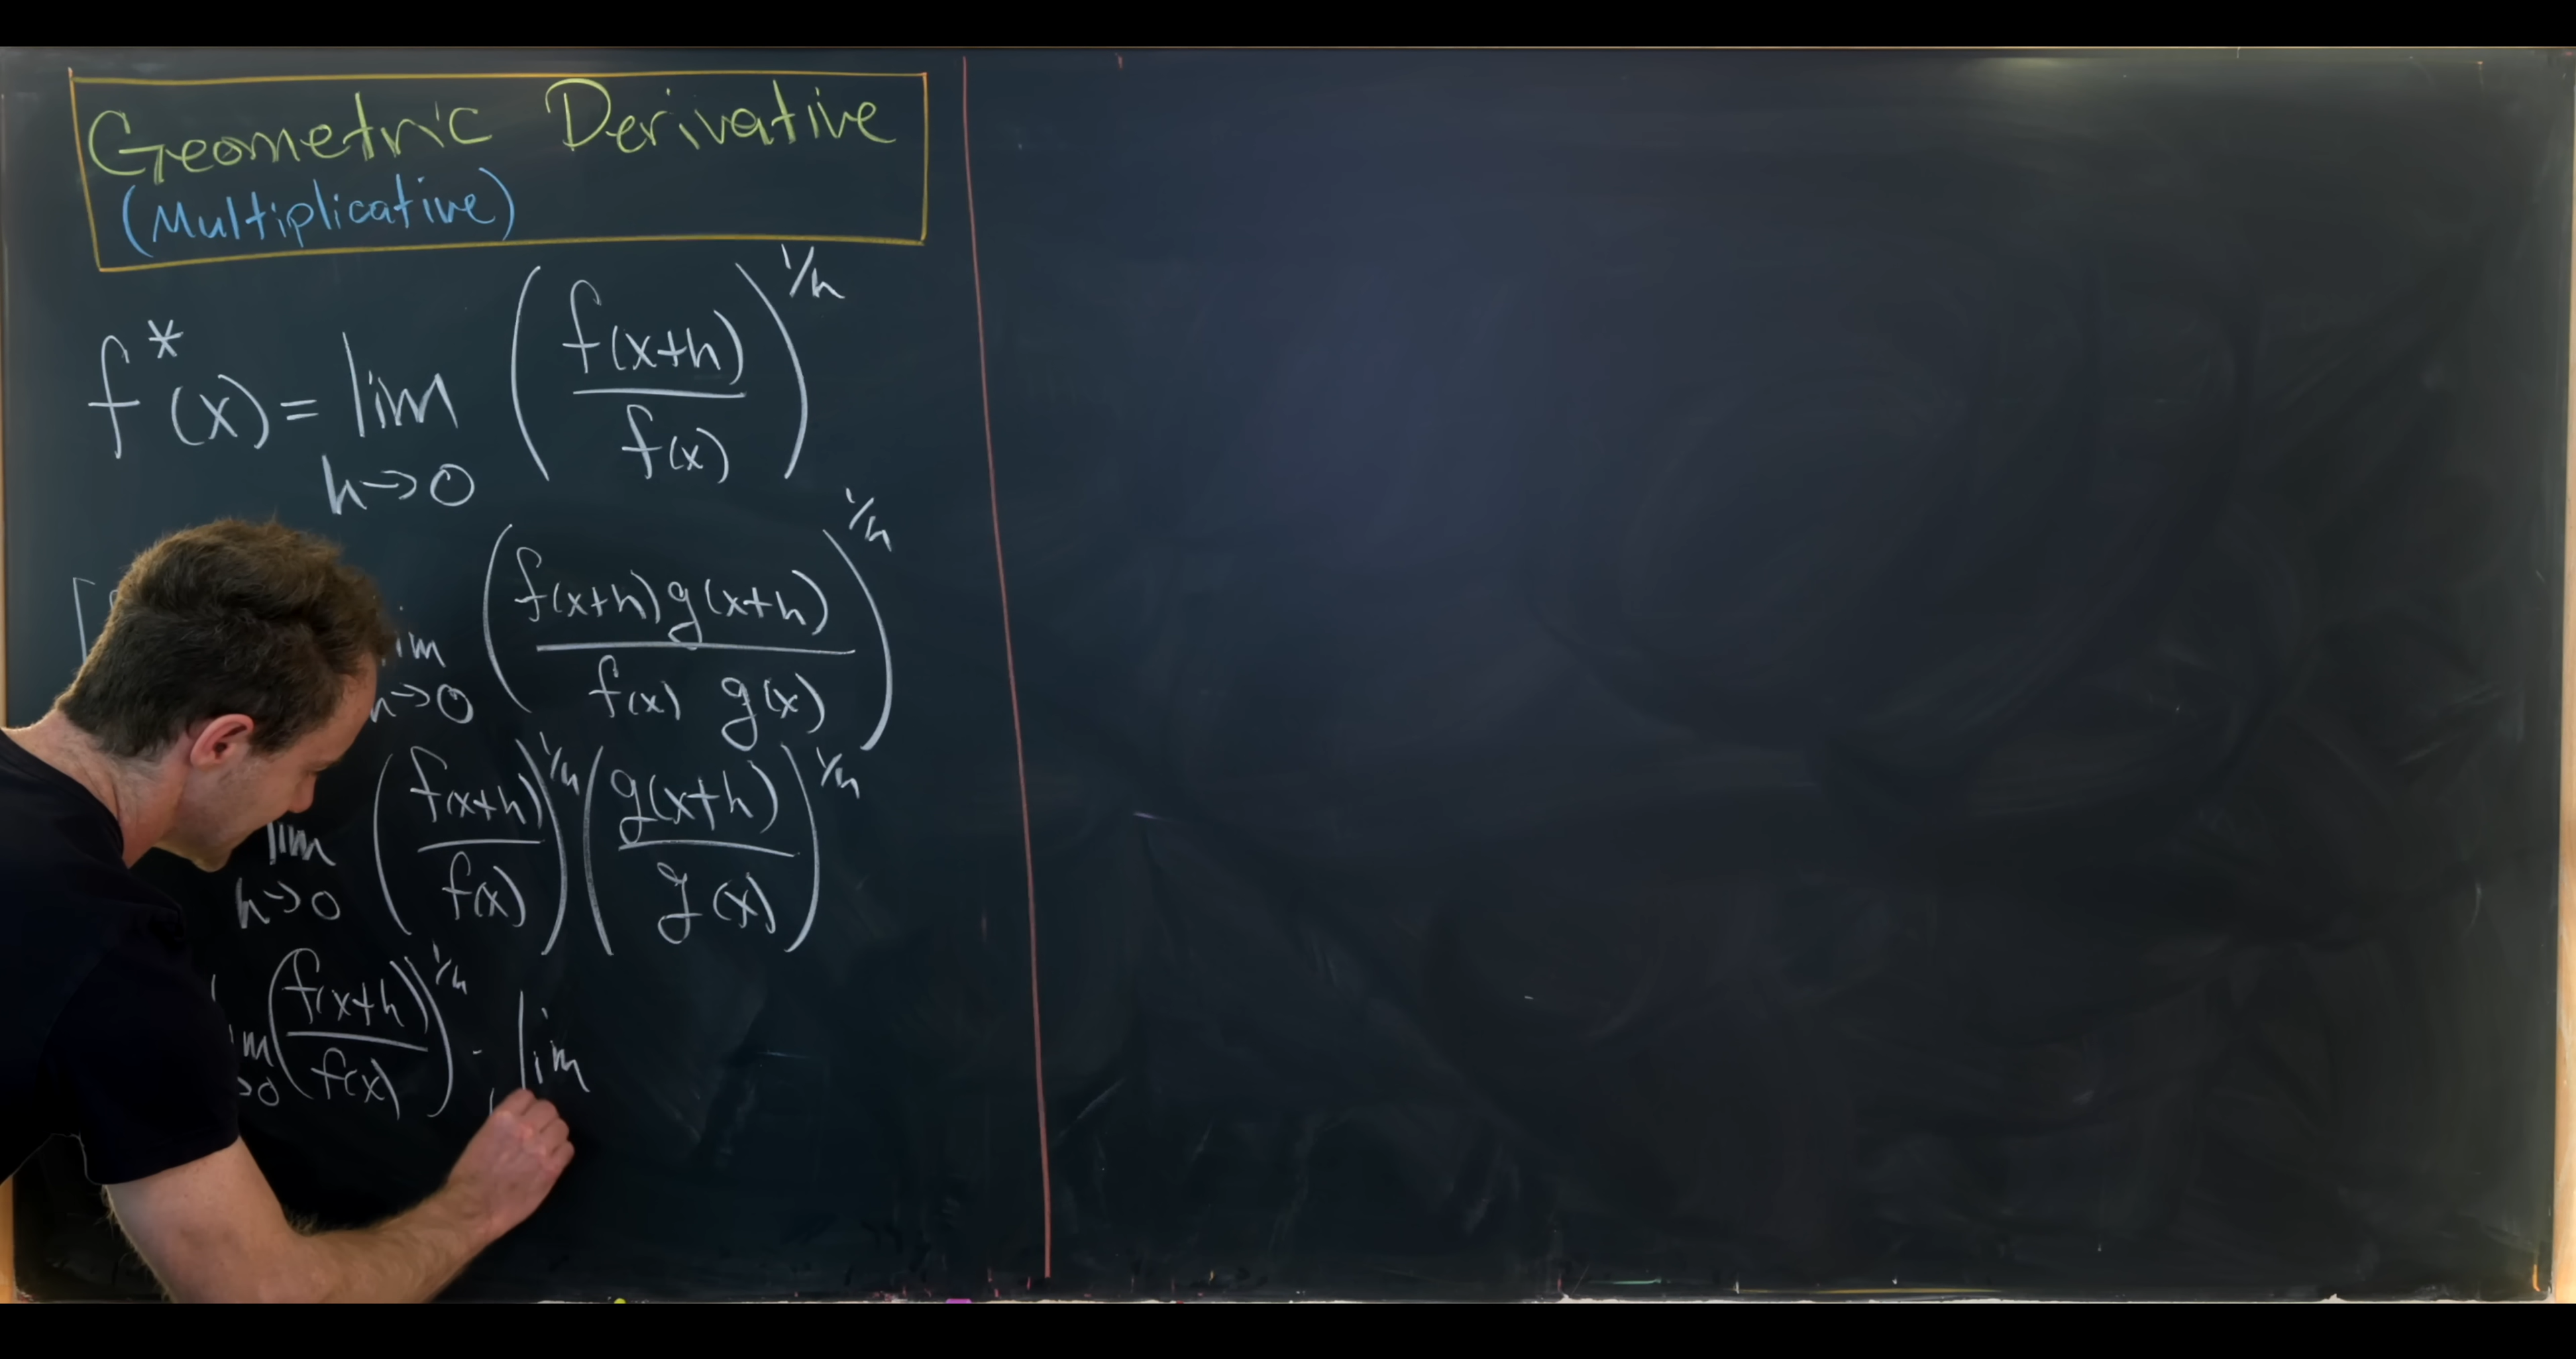 Geometric Derivative
(Multiplicative)
f*(x) = lim h→0 (f(x+h)/f(x))^1/h
lim h→0 (f(x+h)g(x+h)/f(x) g(x))^1/h
lim h→0 (f(x+h)/f(x))^1/h (g(x+h)/g(x))^1/h
(f(x+h)/f(x))^1/h · lim